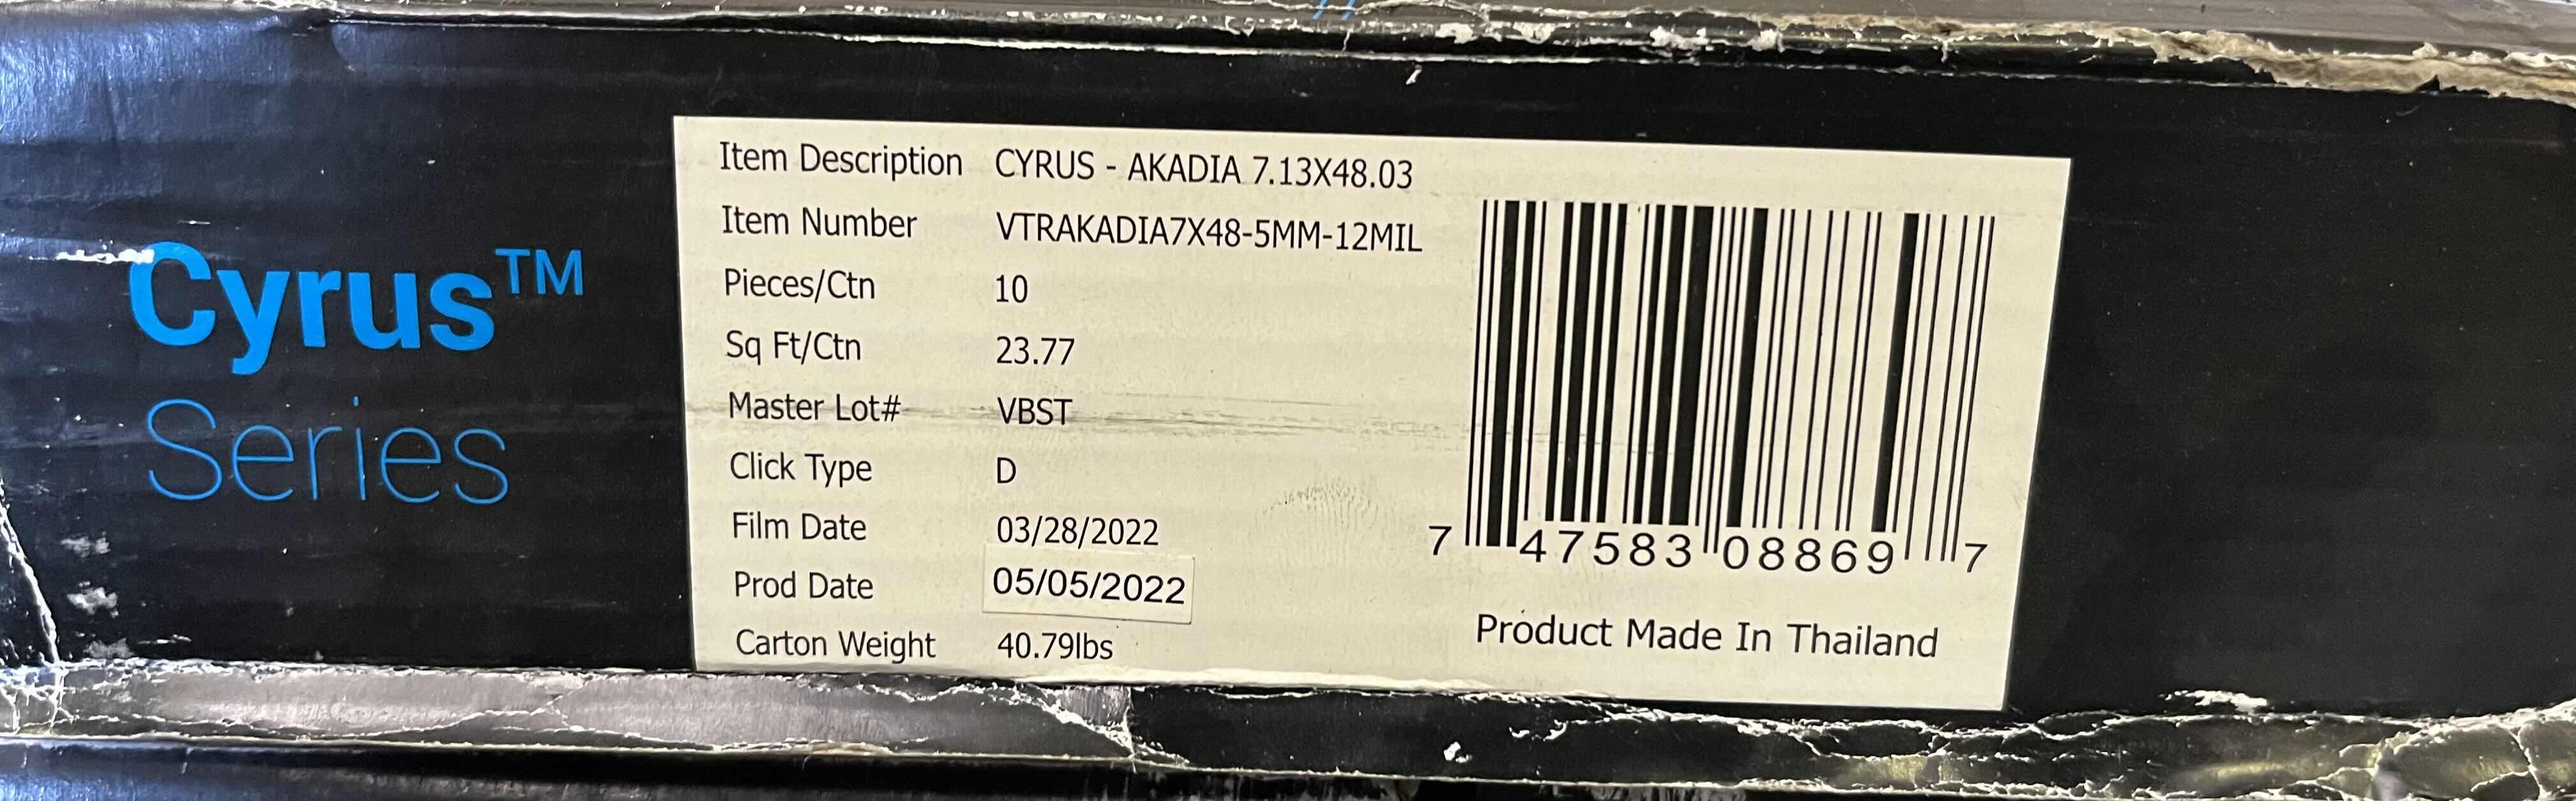 Cyrus™
Series
Item Description CYRUS - AKADIA 7.13X48.03
Item Number VTRAKADIA7X48-5MM-12MIL
Pieces/Ctn 10
Sq Ft/Ctn 23.77
Master Lot# VBST
Click Type D
Film Date 03/28/2022
Prod Date 05/05/2022
Carton Weight 40.79lbs
7 47583 08869 7
Product Made In Thailand